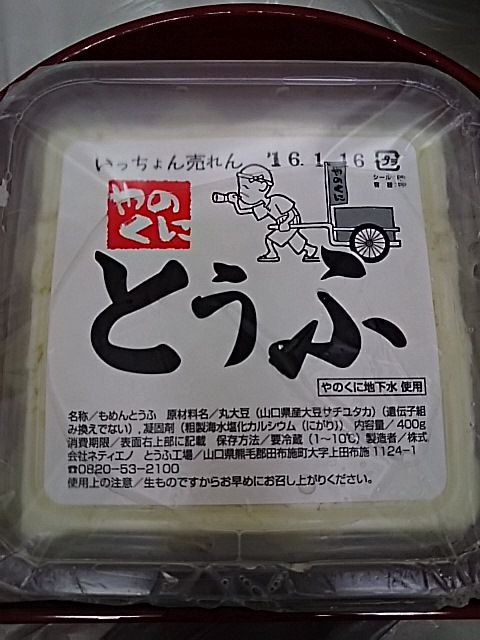 いっちょん売れん '16.1.16
やのくに
やのくに
とうふ
やのくに地下水 使用
名称／もめんとうふ 原材料名／丸大豆（山口県産大豆サチユタカ）（遺伝子組
み換えでない）,凝固剤（粗製海水塩化カルシウム（にがり）） 内容量／400g
消費期限／表面右上部に記載 保存方法／要冷蔵（1〜10℃）製造者／株式
会社ネティエノ とうふ工場／山口県熊毛郡田布施町大字上田布施 1124−1
☎0820−53−2100
使用上の注意／生ものですからお早めにお召し上がりください。